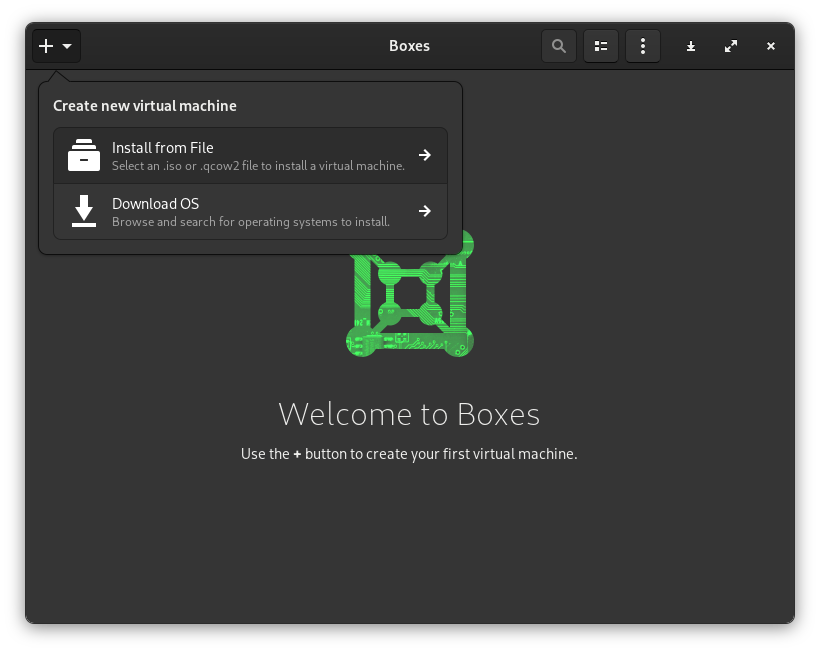 Boxes
Create new virtual machine
Install from File
Select an .iso or .qcow2 file to install a virtual machine.
Download OS
Browse and search for operating systems to install.
Welcome to Boxes
Use the + button to create your first virtual machine.